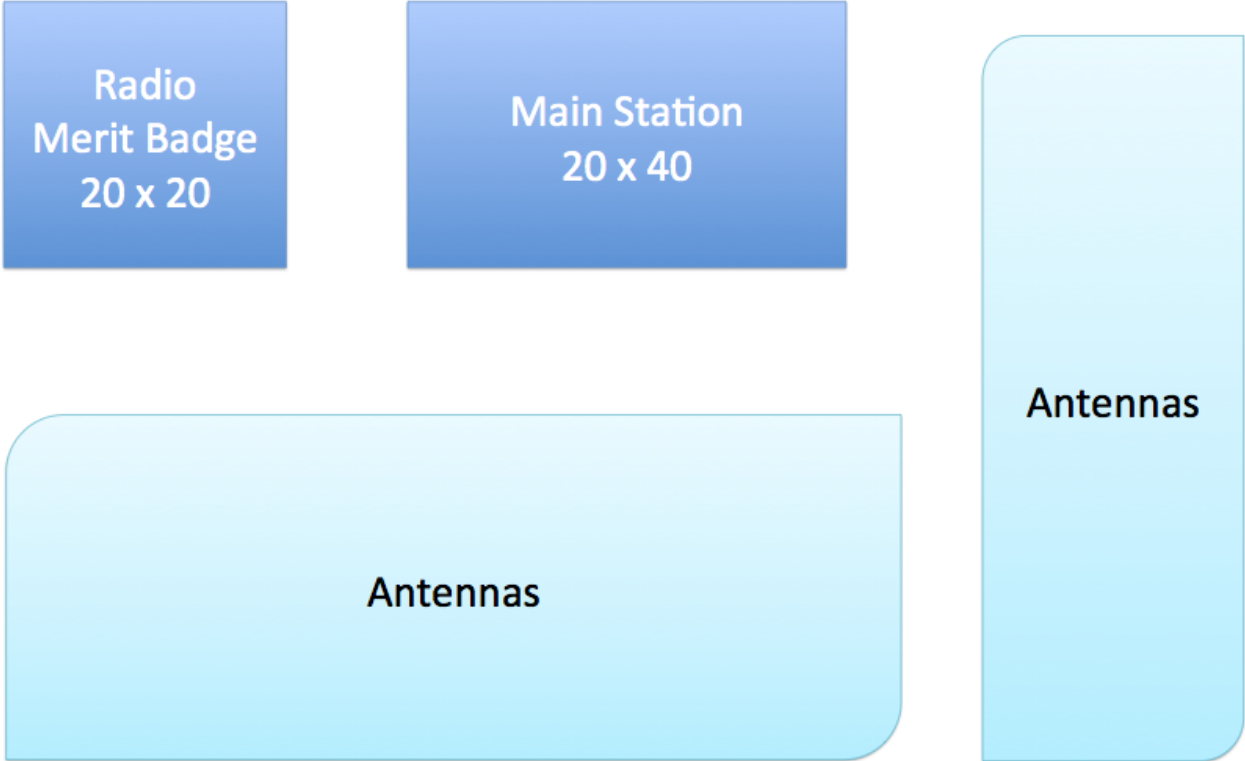 Radio
Merit Badge
20 x 20
Main Station
20 x 40
Antennas
Antennas